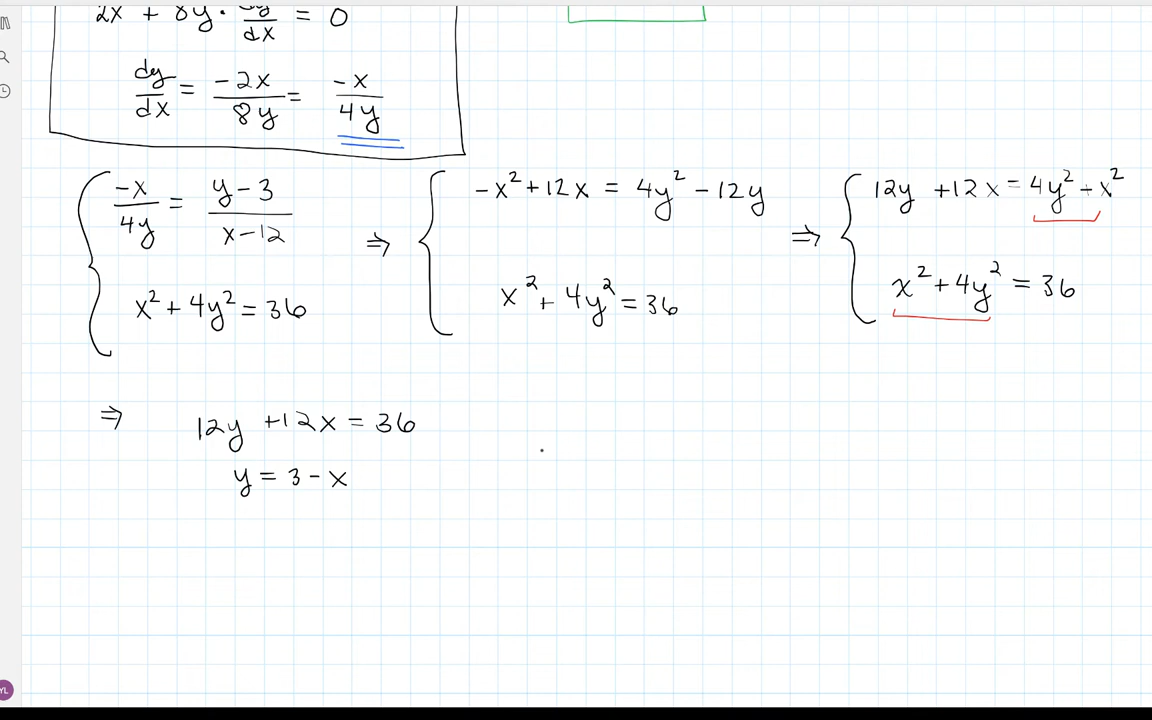 2x + 8y · dy/dx = 0
dy/dx = -2x/8y = -x/4y
-x/4y = y-3/x-12 ⇒ -x² + 12x = 4y² - 12y ⇒ 12y + 12x = 4y² + x²
x² + 4y² = 36 x² + 4y² = 36 x² + 4y² = 36
⇒ 12y + 12x = 36
y = 3 - x
YL